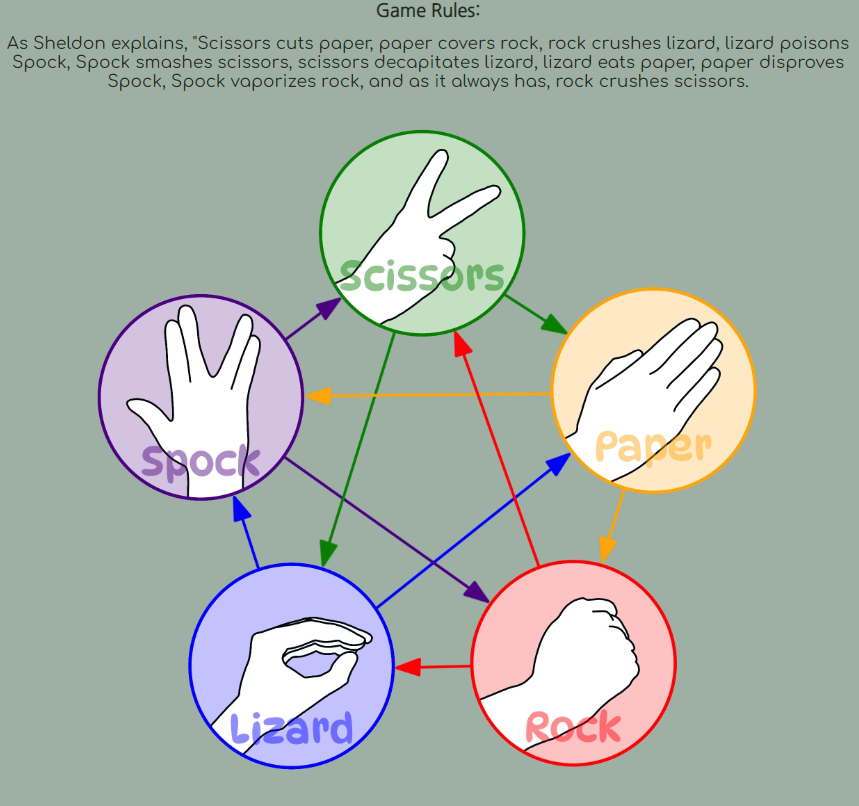 Game Rules:
As Sheldon explains, "Scissors cuts paper, paper covers rock, rock crushes lizard, lizard poisons
Spock, Spock smashes scissors, scissors decapitates lizard, lizard eats paper, paper disproves
Spock, Spock vaporizes rock, and as it always has, rock crushes scissors.
Scissors
Paper
Spock
Lizard
Rock